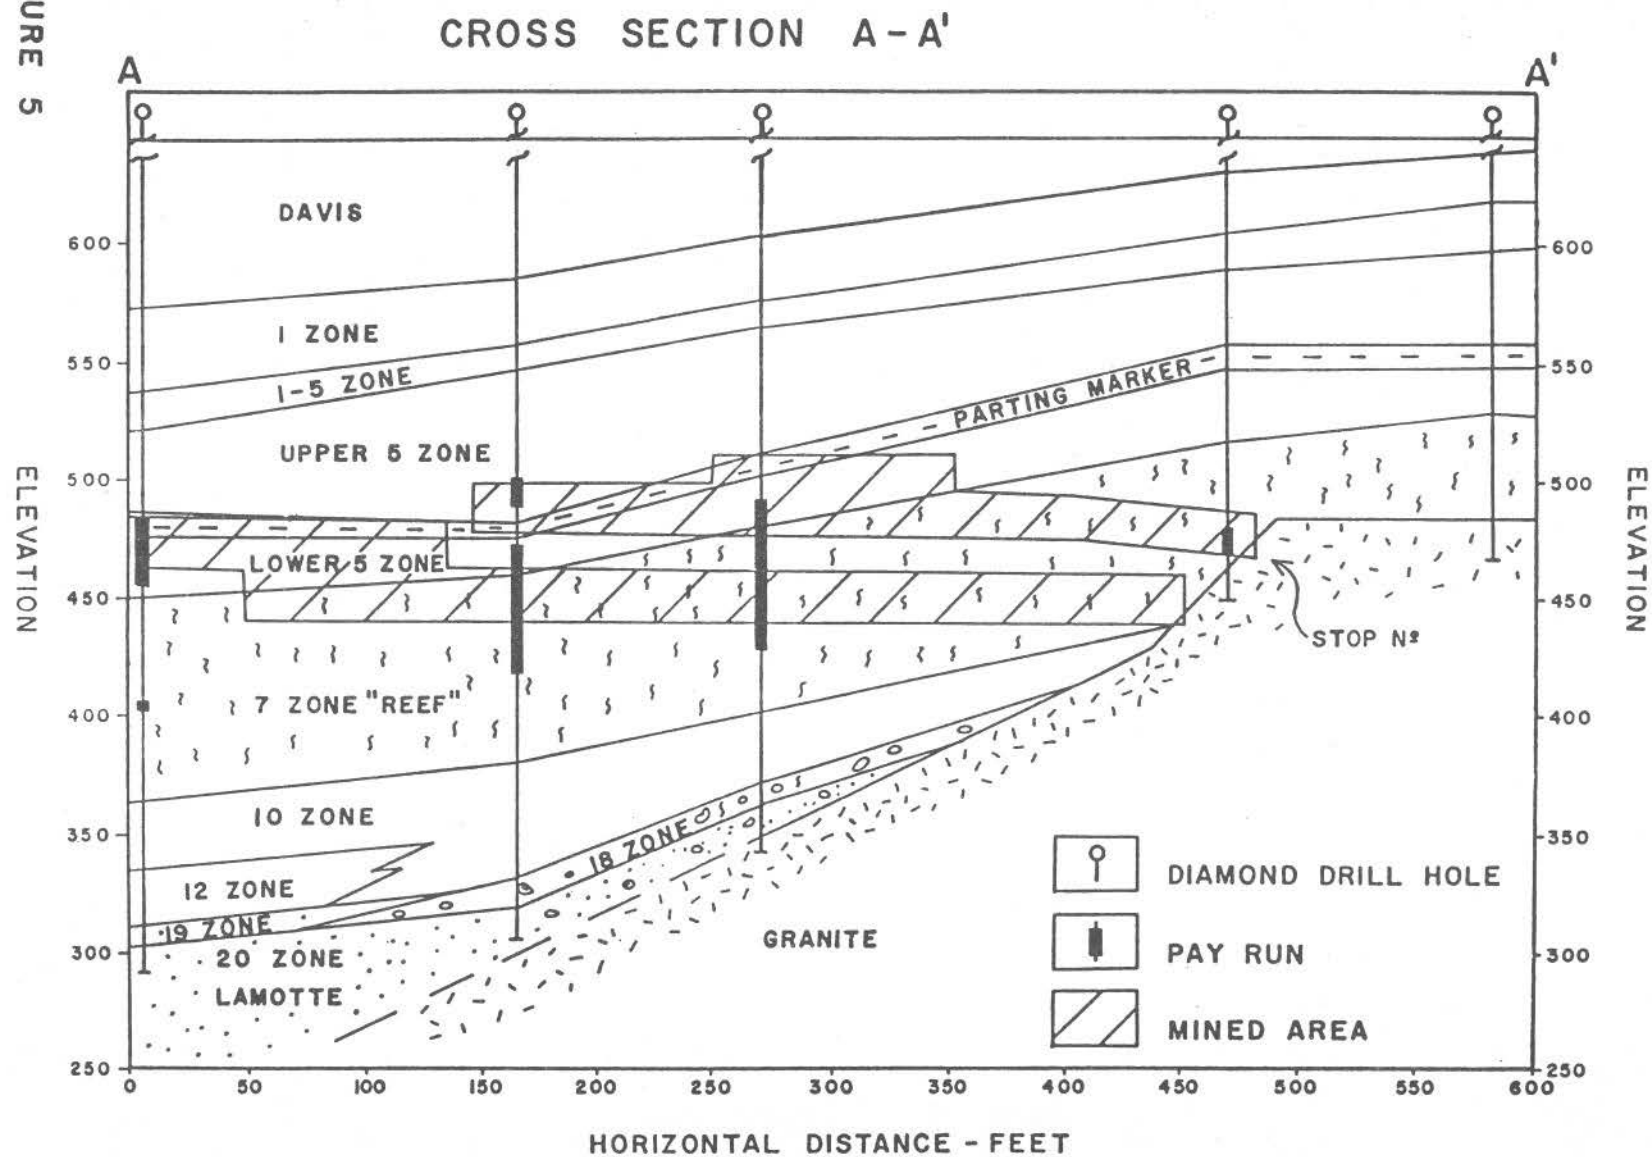 CROSS SECTION A-A'
URE 5
A
A'
DAVIS
600
600
1 ZONE
550
550
1-5 ZONE
PARTING MARKER
UPPER 5 ZONE
500
500
ELEVATION
ELEVATION
LOWER 5 ZONE
450
450
STOP Nº
7 ZONE "REEF"
400
400
10 ZONE
350
350
18 ZONE
DIAMOND DRILL HOLE
12 ZONE
19 ZONE
GRANITE
PAY RUN
20 ZONE
300
300
LAMOTTE
MINED AREA
250
250
0 50 100 150 200 250 300 350 400 450 500 550 600
HORIZONTAL DISTANCE - FEET